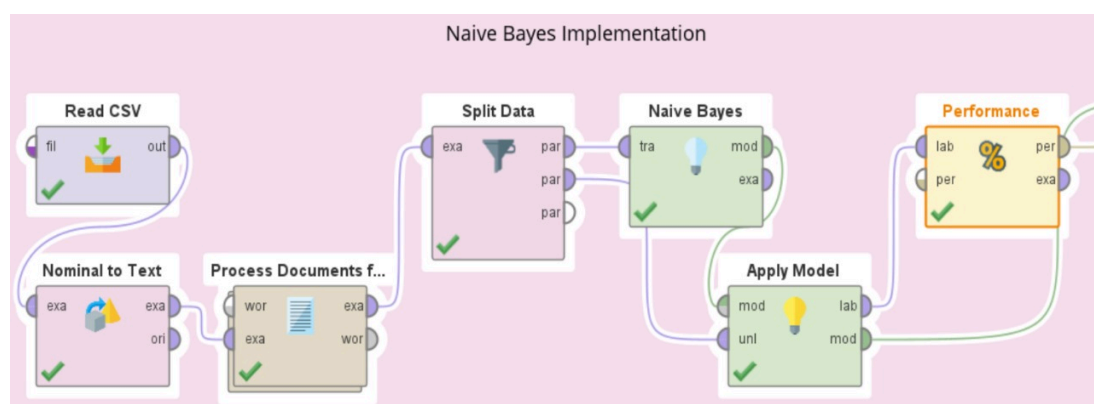 Naive Bayes Implementation
Read CSV
fil
out
Nominal to Text
exa
exa
ori
Process Documents f...
wor
exa
exa
wor
Split Data
exa
par
par
par
Naive Bayes
tra
mod
exa
Apply Model
mod
lab
unl
mod
Performance
lab
per
per
exa
%